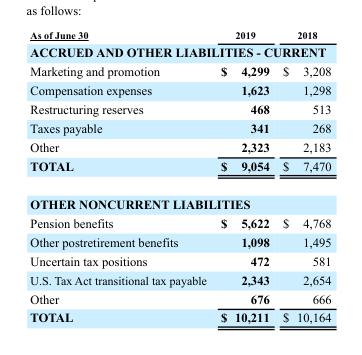 as follows:
As of June 30 2019 2018
ACCRUED AND OTHER LIABILITIES - CURRENT
Marketing and promotion $ 4,299 $ 3,208
Compensation expenses 1,623 1,298
Restructuring reserves 468 513
Taxes payable 341 268
Other 2,323 2,183
TOTAL $ 9,054 $ 7,470
OTHER NONCURRENT LIABILITIES
Pension benefits $ 5,622 $ 4,768
Other postretirement benefits 1,098 1,495
Uncertain tax positions 472 581
U.S. Tax Act transitional tax payable 2,343 2,654
Other 676 666
TOTAL $ 10,211 $ 10,164